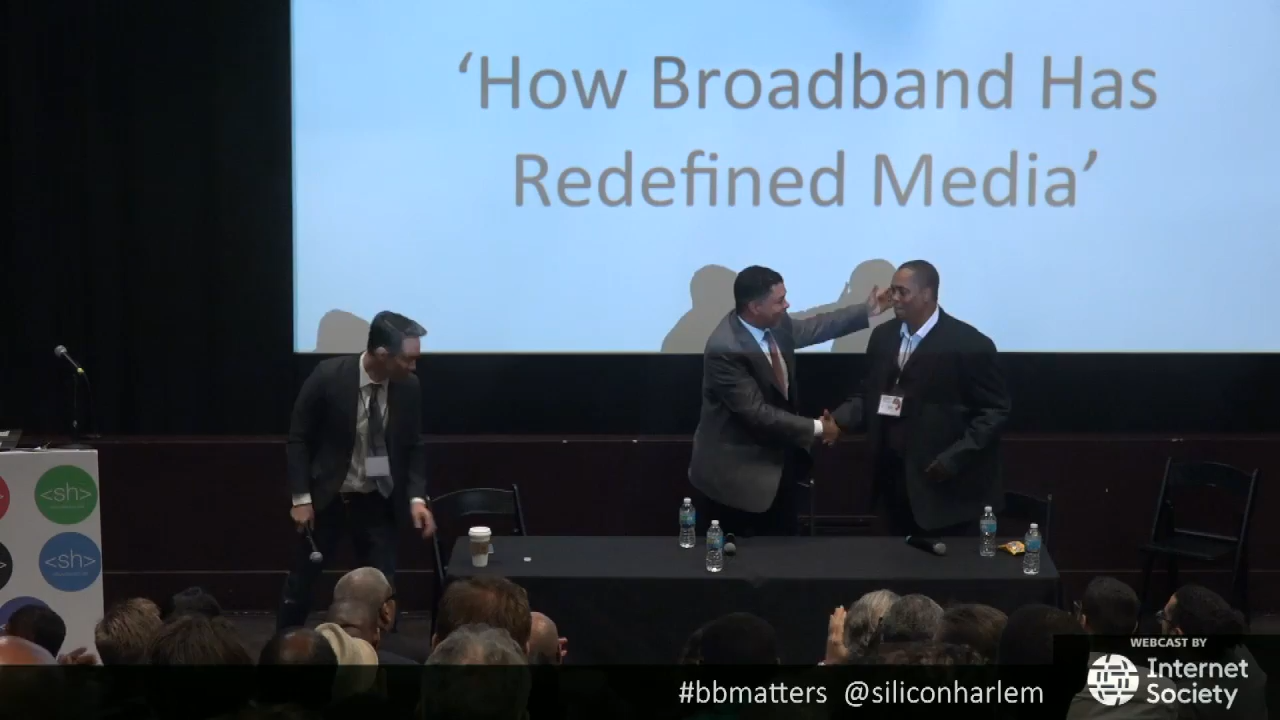 ‘How Broadband Has
Redefined Media’
<sh>
<sh>
WEBCAST BY
Internet
Society
#bbmatters @siliconharlem